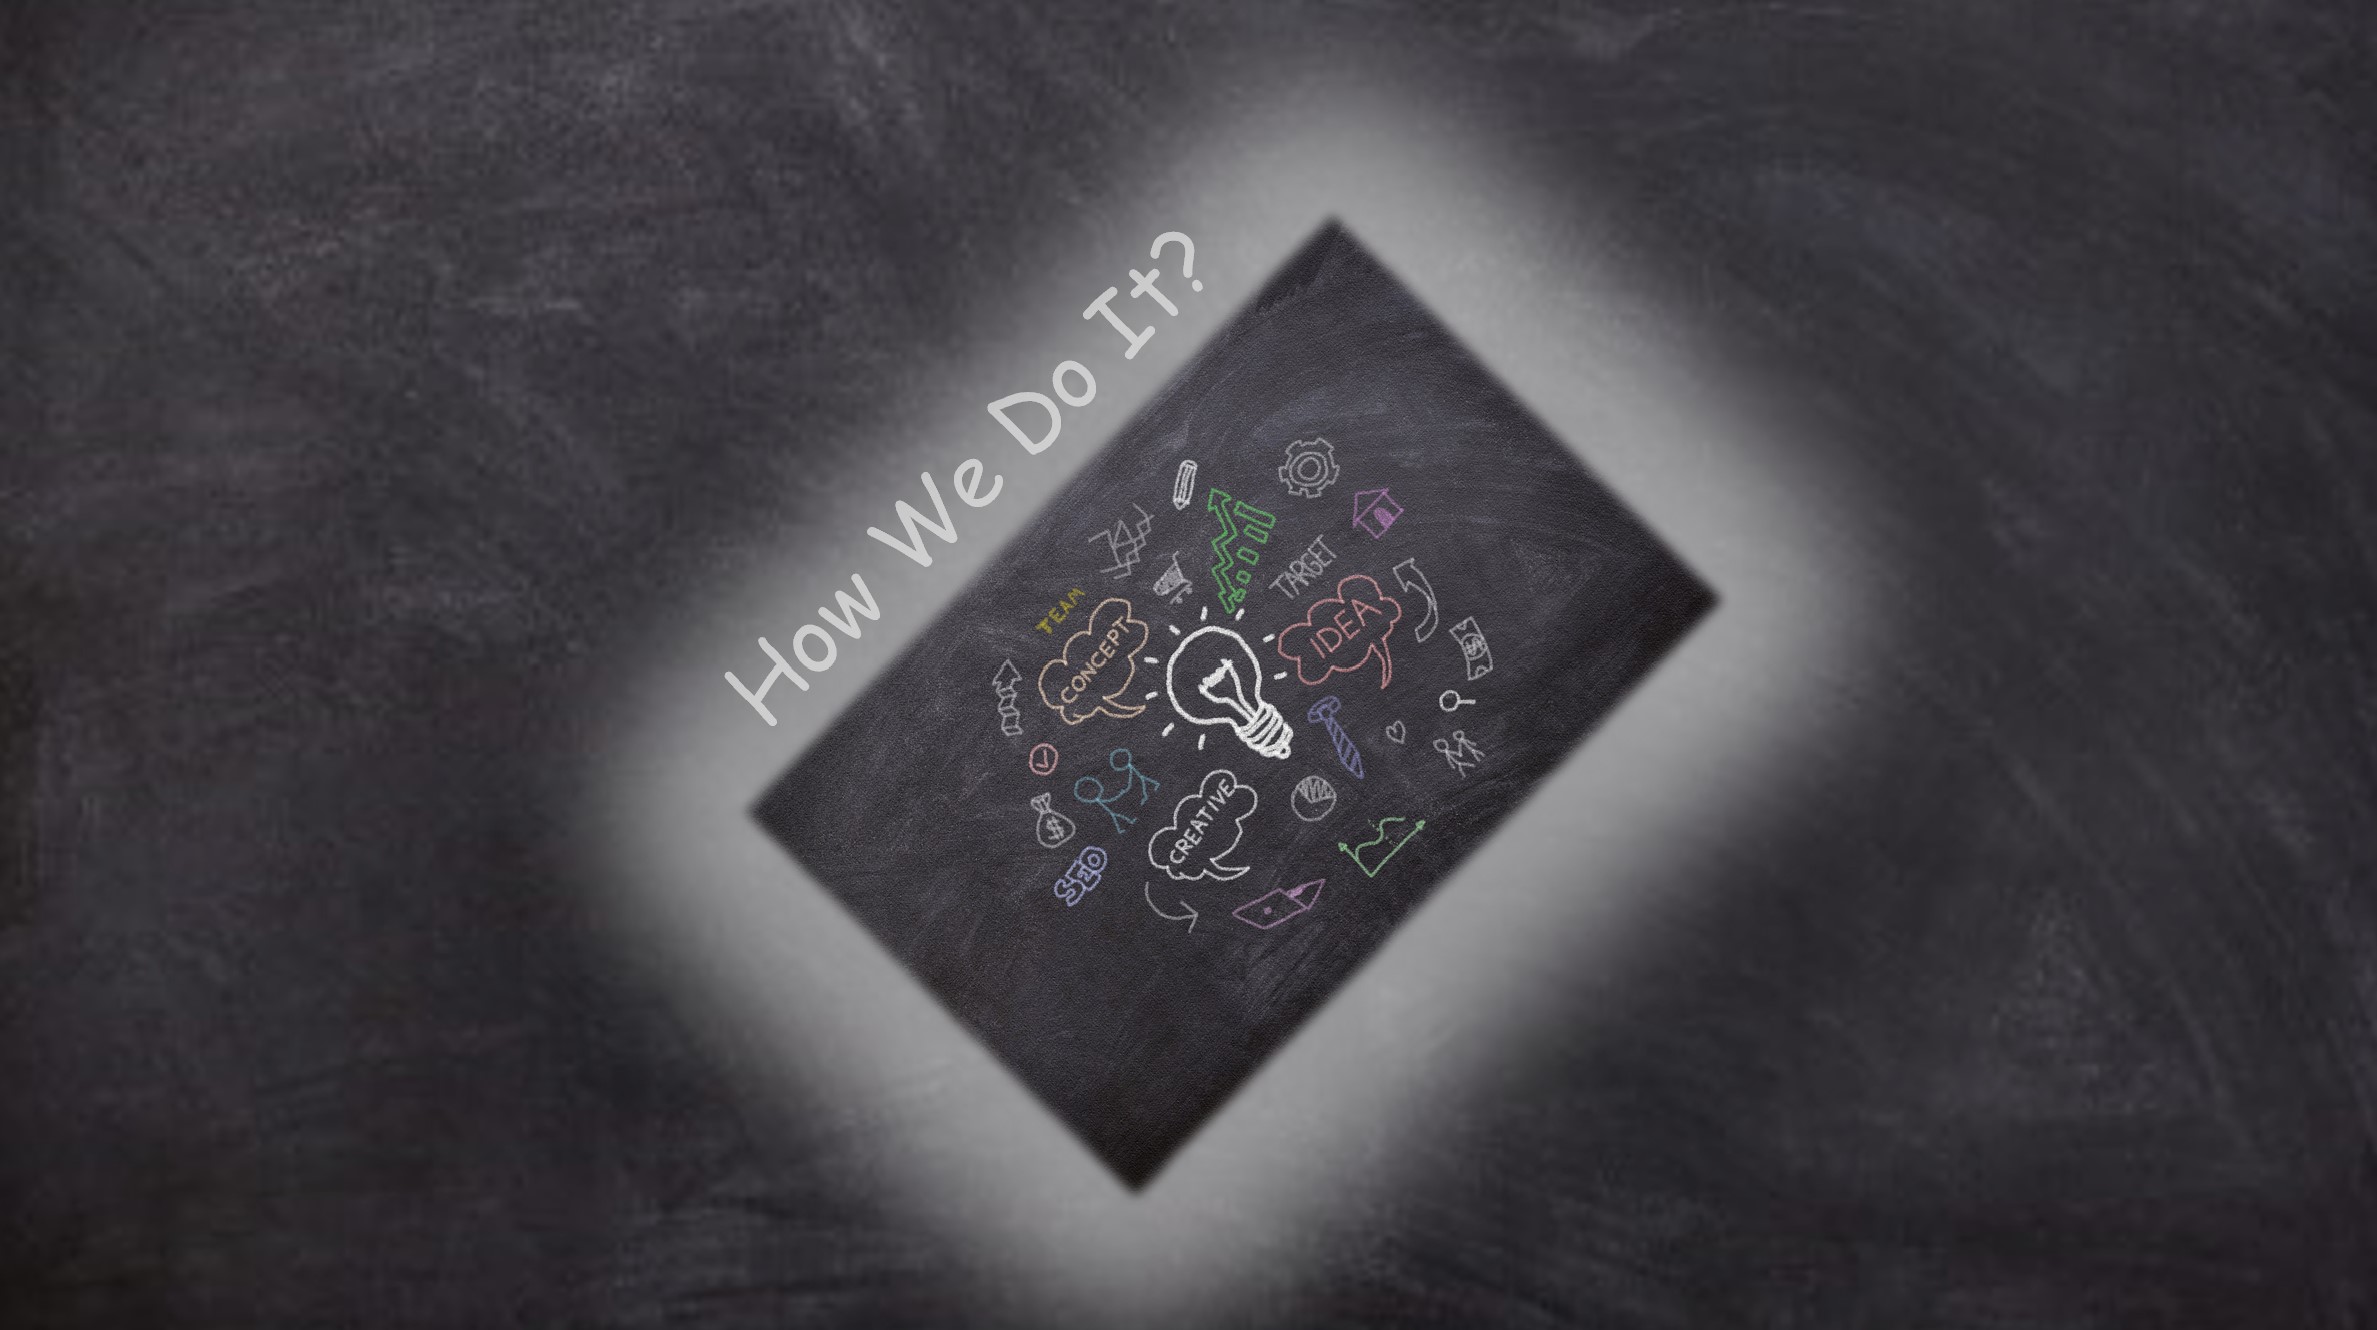 How We Do It?
TARGET
TEAM
IDEA
CONCEPT
$
CREATIVE
$
SEO